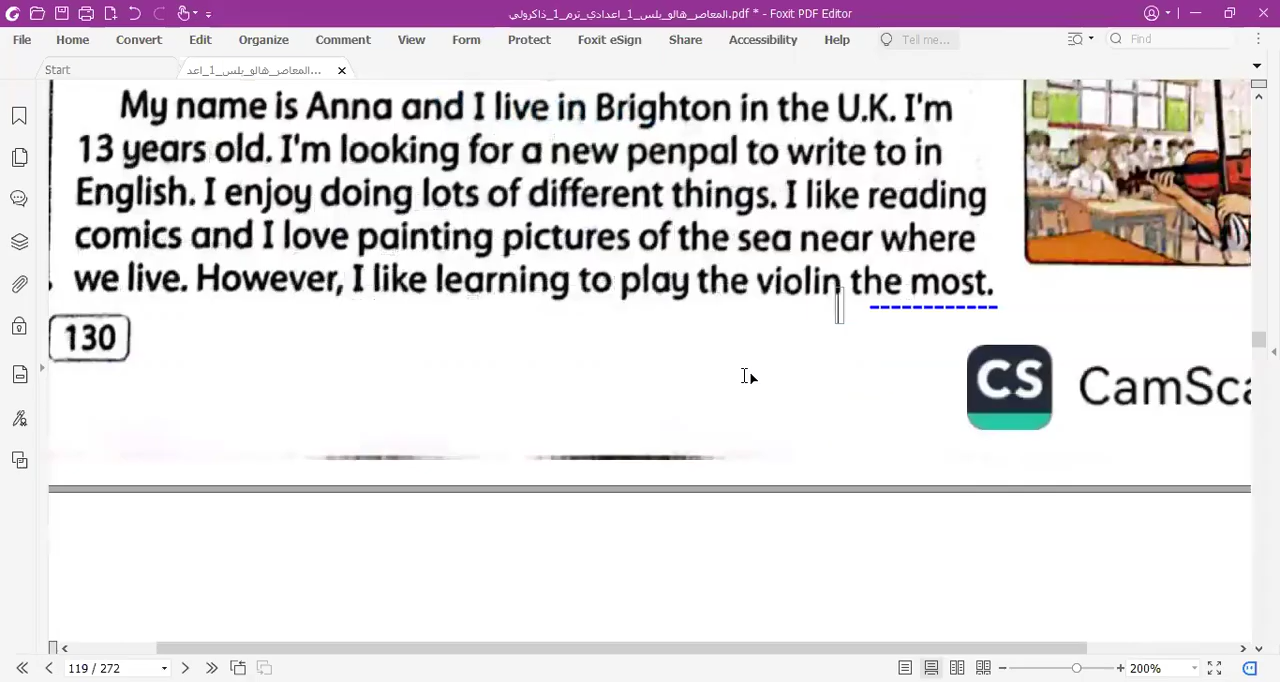 المعاصر_هالو_بلس_1_اعدادي_ترم_1_ذاكرولي.pdf * - Foxit PDF Editor
File Home Convert Edit Organize Comment View Form Protect Foxit eSign Share Accessibility Help Tell me... Find
Start المعاصر_هالو_بلس_1_اعد...
My name is Anna and I live in Brighton in the U.K. I'm
13 years old. I'm looking for a new penpal to write to in
English. I enjoy doing lots of different things. I like reading
comics and I love painting pictures of the sea near where
we live. However, I like learning to play the violin the most.
130
CS CamSca
119 / 272 200%